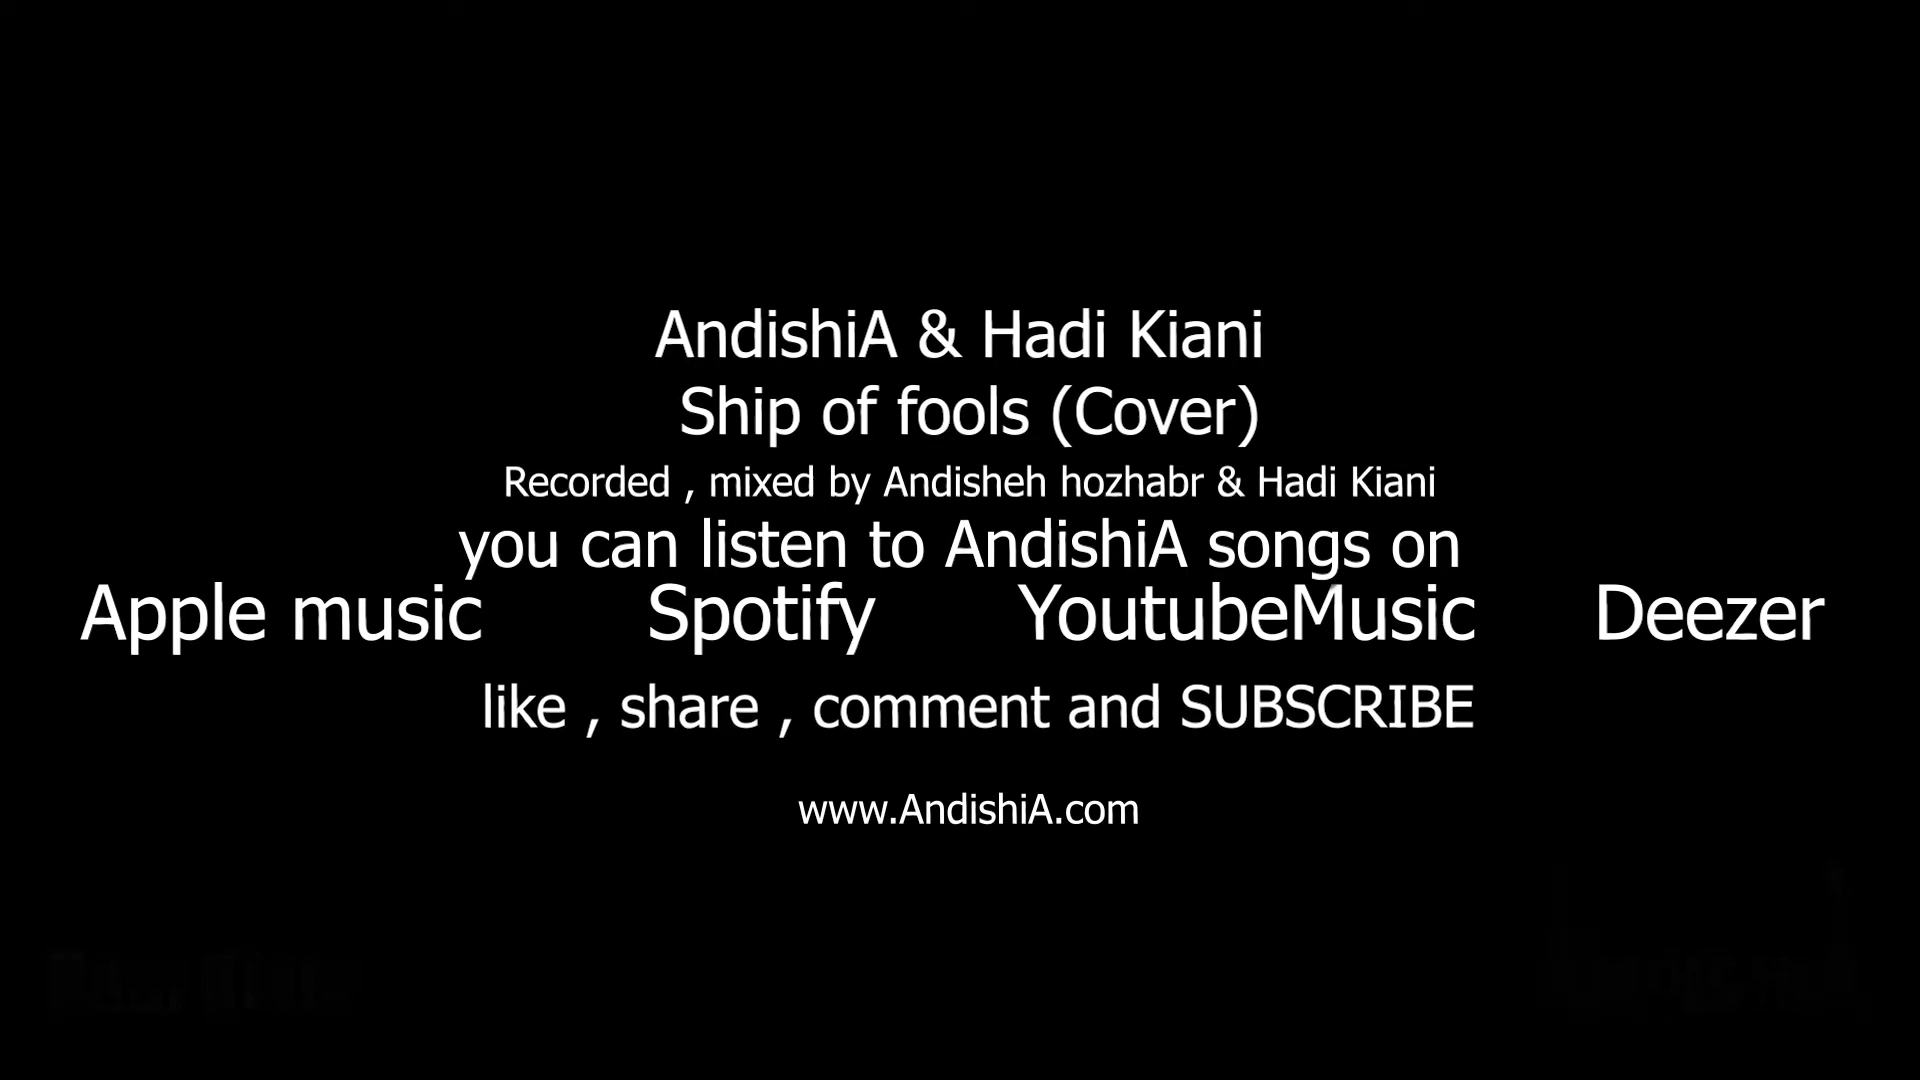 AndishiA & Hadi Kiani
Ship of fools (Cover)
Recorded , mixed by Andisheh hozhabr & Hadi Kiani
you can listen to AndishiA songs on
Apple music Spotify YoutubeMusic Deezer
like , share , comment and SUBSCRIBE
www.AndishiA.com